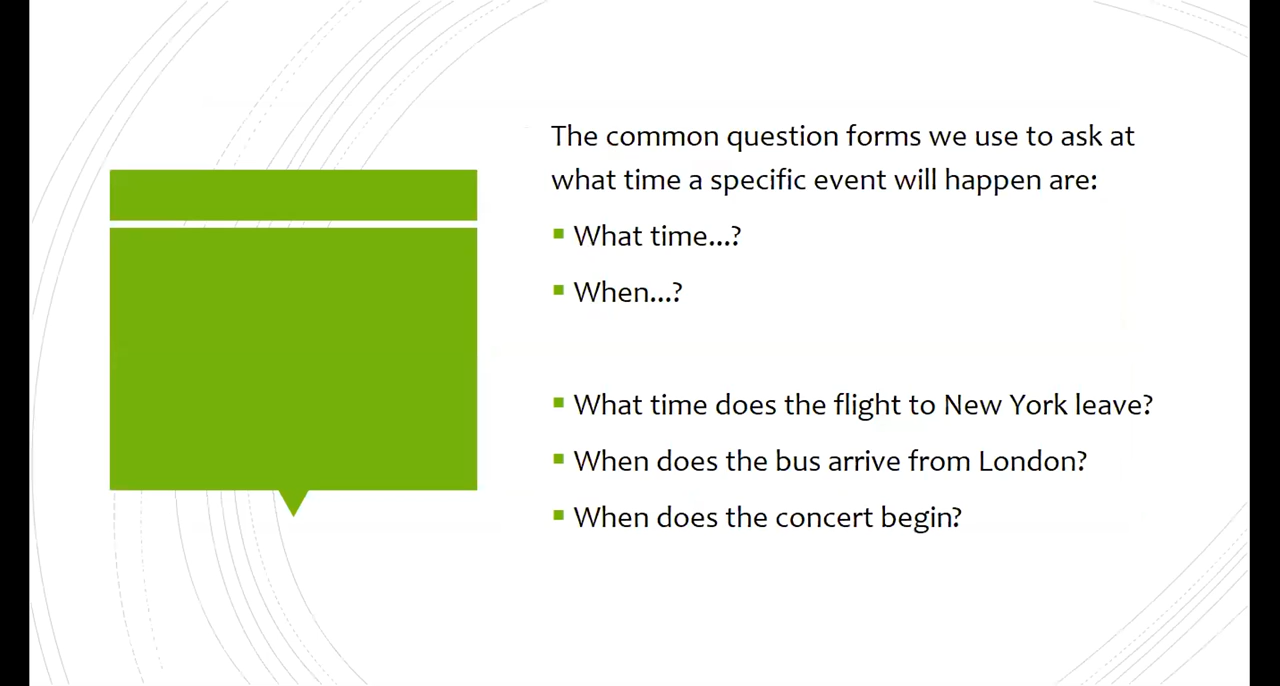 The common question forms we use to ask at
what time a specific event will happen are:
What time...?
When...?
What time does the flight to New York leave?
When does the bus arrive from London?
When does the concert begin?